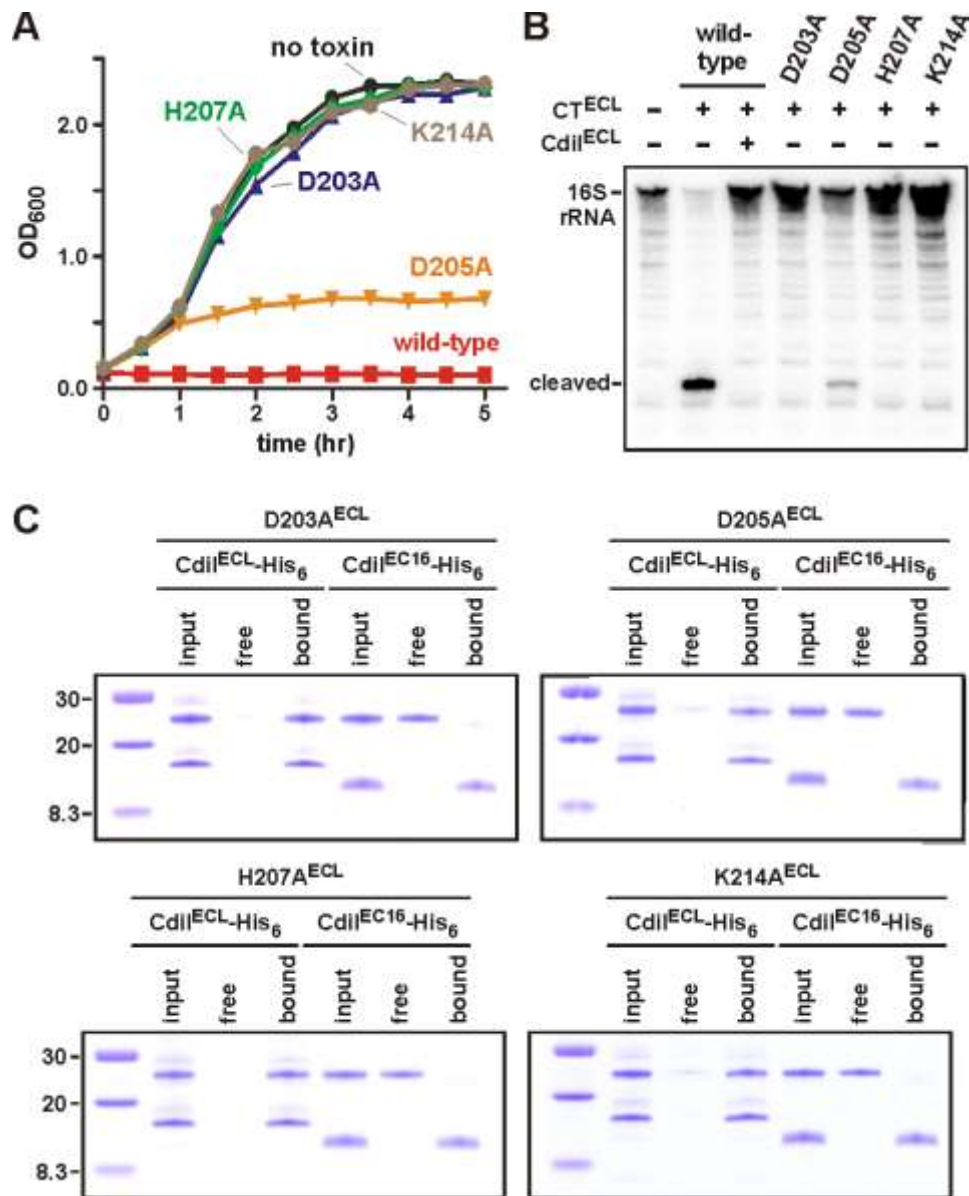 A
no toxin
H207A
K214A
D203A
D205A
wild-type
OD600
2.0
1.0
0.0
0 1 2 3 4 5
time (hr)
B
wild-
type
D203A
D205A
H207A
K214A
CTECL – + + + + + +
CdiIECL – – + – – – –
16S
rRNA
cleaved
C
D203AECL
CdiIECL-His6 CdiIEC16-His6
input free bound input free bound
30
20
8.3
D205AECL
CdiIECL-His6 CdiIEC16-His6
input free bound input free bound
H207AECL
CdiIECL-His6 CdiIEC16-His6
input free bound input free bound
30
20
8.3
K214AECL
CdiIECL-His6 CdiIEC16-His6
input free bound input free bound